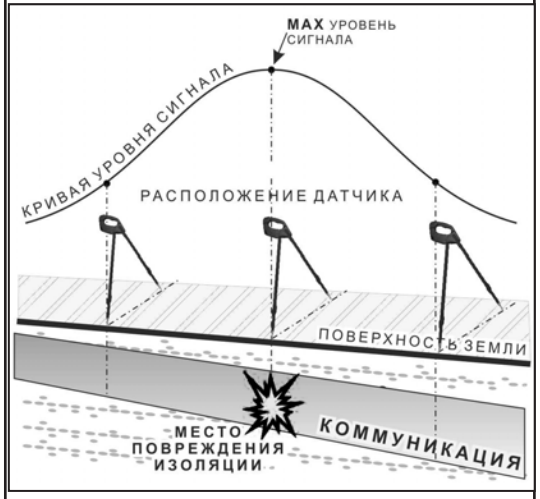 MAX УРОВЕНЬ
СИГНАЛА
КРИВАЯ УРОВНЯ СИГНАЛА
РАСПОЛОЖЕНИЕ ДАТЧИКА
ПОВЕРХНОСТЬ ЗЕМЛИ
КОММУНИКАЦИЯ
МЕСТО
ПОВРЕЖДЕНИЯ
ИЗОЛЯЦИИ